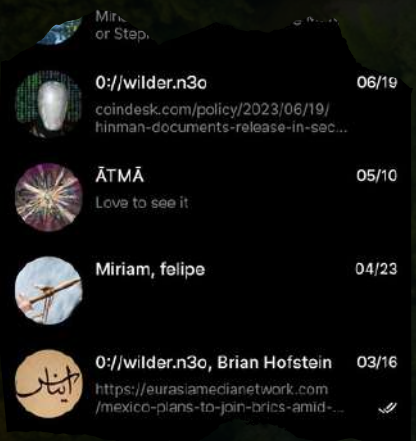 or Step
0://wilder.n3o
06/19
coindesk.com/policy/2023/06/19/
hinman-documents-release-in-sec...
ĀTMĀ
05/10
Love to see it
Miriam, felipe
04/23
0://wilder.n3o, Brian Hofstein
03/16
https://eurasiamedianetwork.com
/mexico-plans-to-join-brics-amid-...